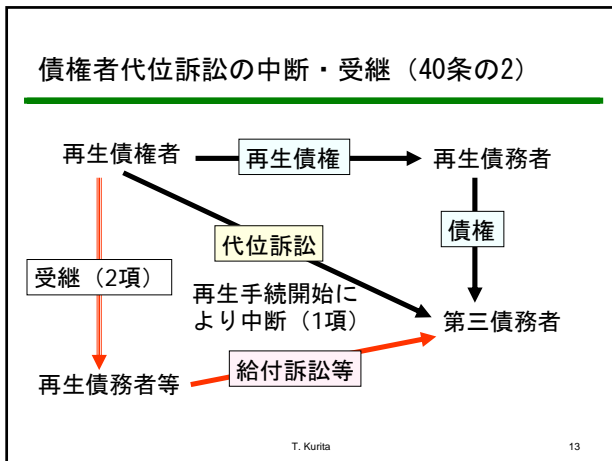 債権者代位訴訟の中断・受継（40条の2）
再生債権者
再生債権
再生債務者
代位訴訟
債権
受継（2項）
再生手続開始に
より中断（1項）
第三債務者
給付訴訟等
再生債務者等
T. Kurita
13